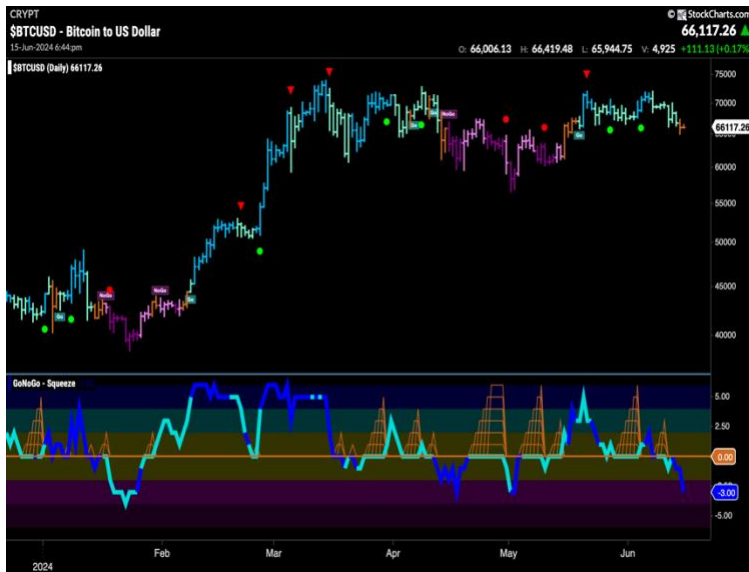 CRYPT
© StockCharts.com
$BTCUSD - Bitcoin to US Dollar
66,117.26
15-Jun-2024 6:44pm
O: 66,006.13 H: 66,419.48 L: 65,944.75 V: 4,925 +111.13 (+0.17%)
$BTCUSD (Daily) 66117.26
75000
70000
66117.26
60000
55000
50000
45000
40000
Go
NoGo
NoGo
Go
Go
Go
NoGo
Go
GoNoGo - Squeeze
5.00
2.50
0.00
-3.00
-5.00
Feb
Mar
Apr
May
Jun
2024